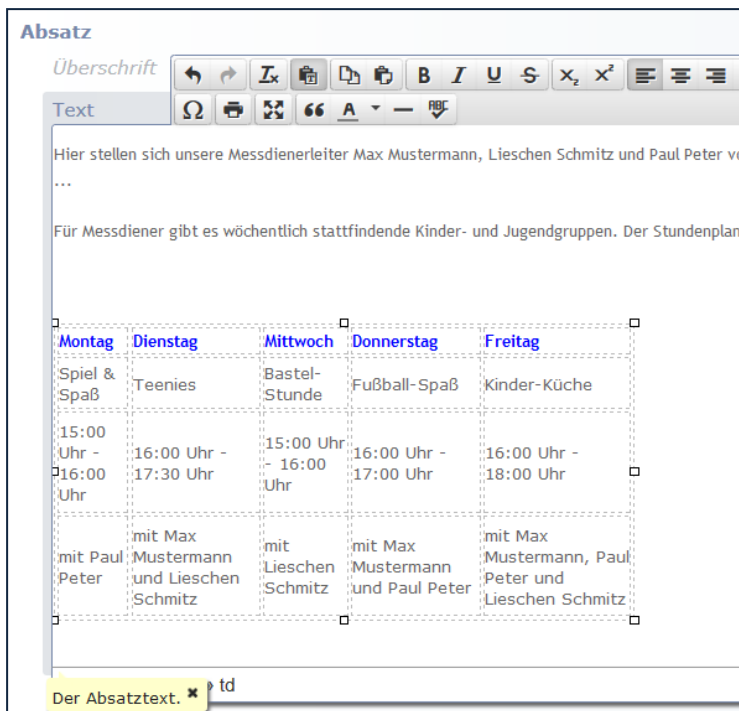 Absatz
Überschrift
Text
Hier stellen sich unsere Messdienerleiter Max Mustermann, Lieschen Schmitz und Paul Peter vo
...
Für Messdiener gibt es wöchentlich stattfindende Kinder- und Jugendgruppen. Der Stundenplan
Montag Dienstag Mittwoch Donnerstag Freitag
Spiel &
Spaß
Teenies
Bastel-
Stunde
Fußball-Spaß
Kinder-Küche
15:00
Uhr -
16:00
Uhr
16:00 Uhr -
17:30 Uhr
15:00 Uhr
- 16:00
Uhr
16:00 Uhr -
17:00 Uhr
16:00 Uhr -
18:00 Uhr
mit Paul
Peter
mit Max
Mustermann
und Lieschen
Schmitz
mit
Lieschen
Schmitz
mit Max
Mustermann
und Paul Peter
mit Max
Mustermann, Paul
Peter und
Lieschen Schmitz
td
Der Absatztext.